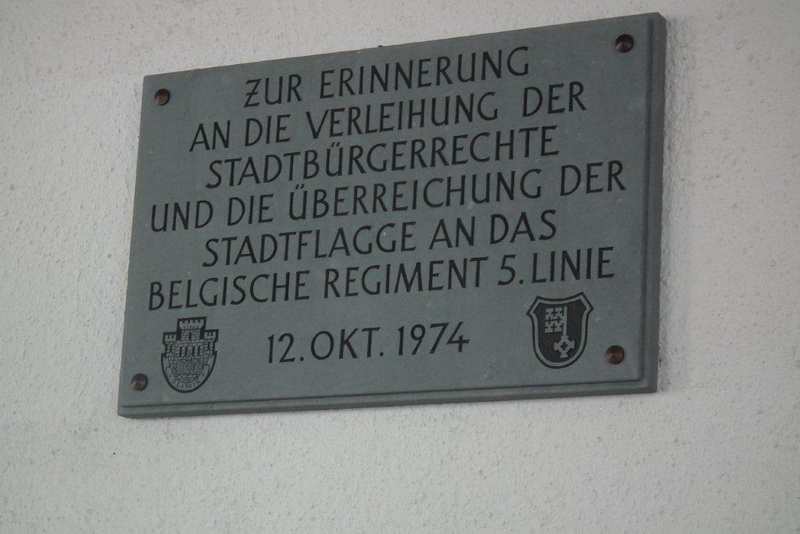 ZUR ERINNERUNG
AN DIE VERLEIHUNG DER
STADTBÜRGERRECHTE
UND DIE ÜBERREICHUNG DER
STADTFLAGGE AN DAS
BELGISCHE REGIMENT 5. LINIE
12. OKT. 1974